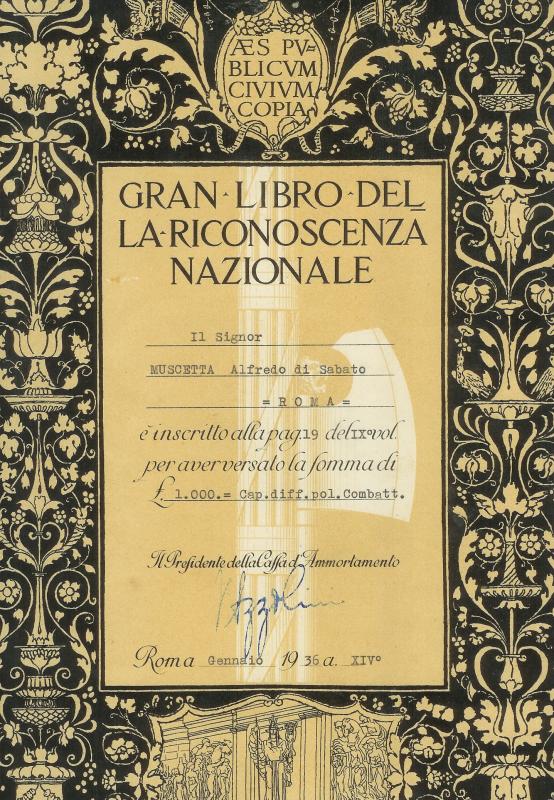 ÆS PV=
BLICVM
CIVIVM
COPIA
GRAN·LIBRO·DEL
LA·RICONOSCENZA
NAZIONALE
Il Signor
MUSCETTA Alfredo di Sabato
= R O M A =
è inscritto alla pag. 19 del IX° vol.
per aver versato la somma di
£. 1.000.= Cap.diff.pol.Combatt.
Il Presidente della Cassa d'Ammortamento
Roma Gennaio 1936 a. XIV°